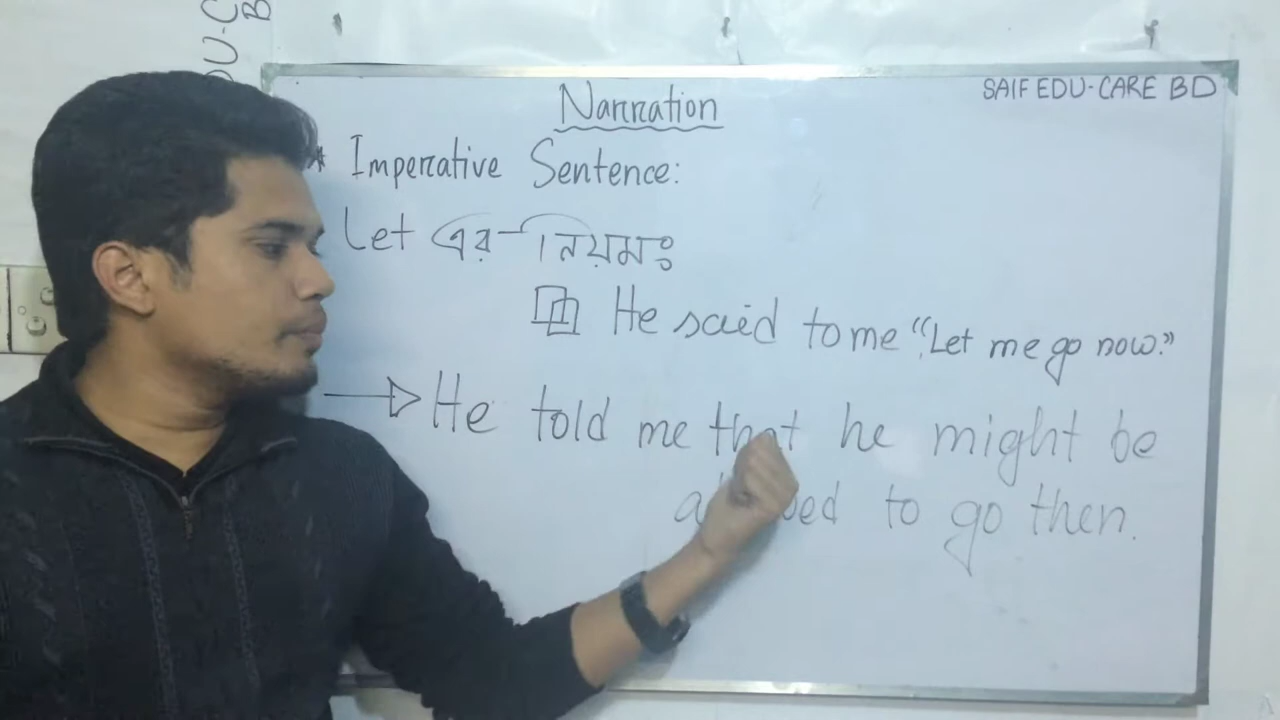 Narration
SAIF EDU-CARE BD
* Imperative Sentence:
Let এর নিয়মঃ
He said to me "Let me go now."
He told me that he might be
to go then.